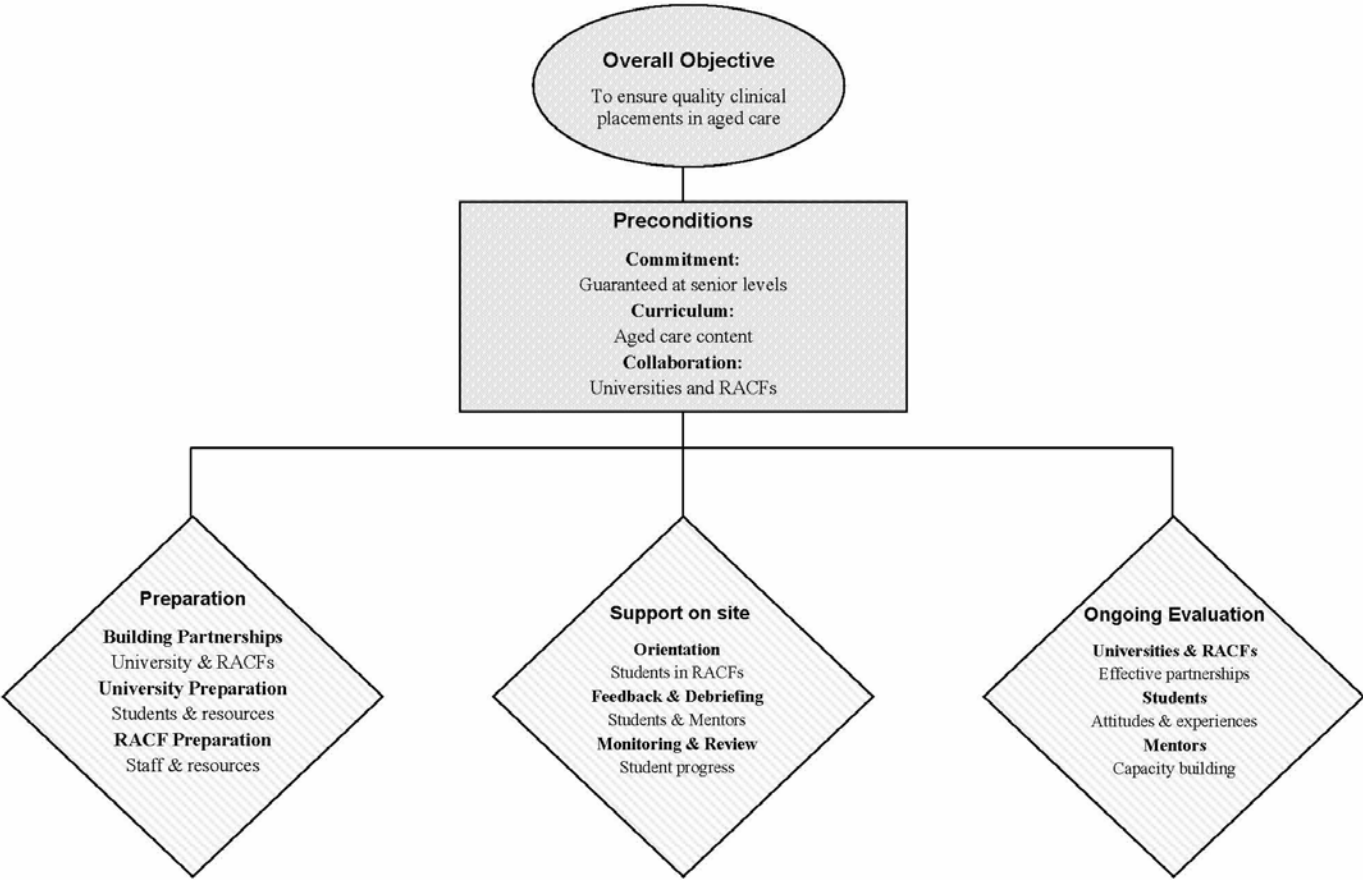 Overall Objective
To ensure quality clinical
placements in aged care
Preconditions
Commitment:
Guaranteed at senior levels
Curriculum:
Aged care content
Collaboration:
Universities and RACFs
Preparation
Building Partnerships
University & RACFs
University Preparation
Students & resources
RACF Preparation
Staff & resources
Support on site
Orientation
Students in RACFs
Feedback & Debriefing
Students & Mentors
Monitoring & Review
Student progress
Ongoing Evaluation
Universities & RACFs
Effective partnerships
Students
Attitudes & experiences
Mentors
Capacity building